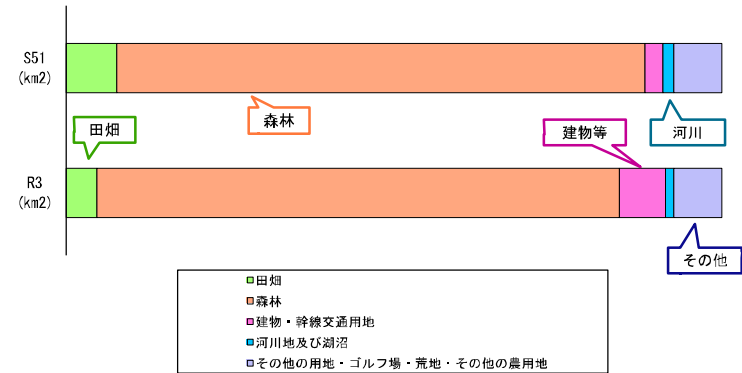 S51
(km2)
田畑
森林
建物等
河川
R3
(km2)
その他
田畑
森林
建物・幹線交通用地
河川地及び湖沼
その他の用地・ゴルフ場・荒地・その他の農用地